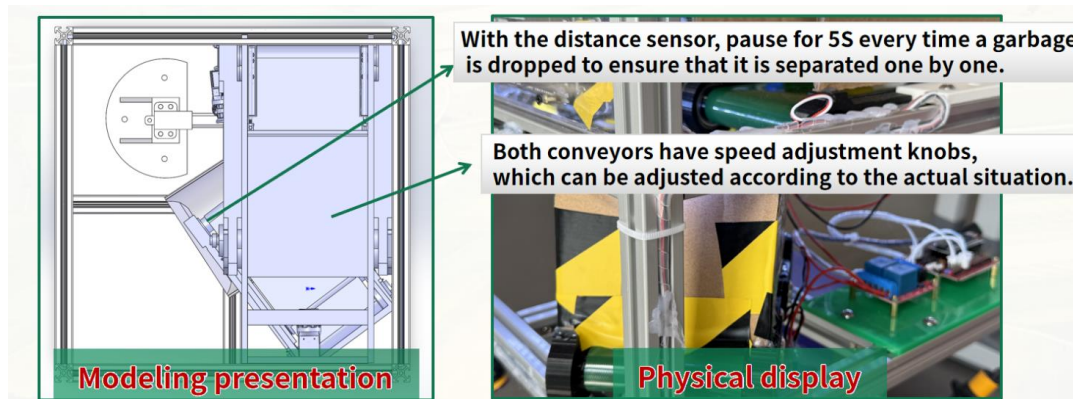 With the distance sensor, pause for 5S every time a garbage
is dropped to ensure that it is separated one by one.
Both conveyors have speed adjustment knobs,
which can be adjusted according to the actual situation.
Modeling presentation
Physical display